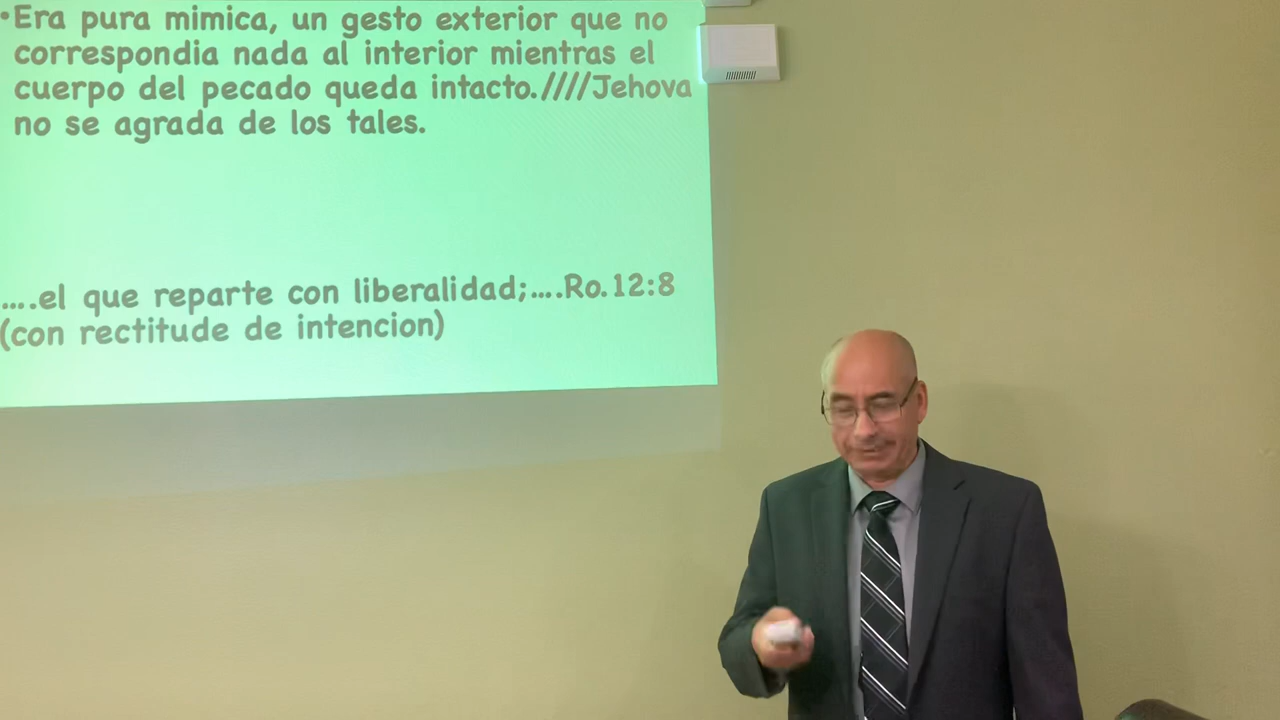 •Era pura mimica, un gesto exterior que no
correspondia nada al interior mientras el
cuerpo del pecado queda intacto.////Jehova
no se agrada de los tales.
....el que reparte con liberalidad;....Ro.12:8
(con rectitude de intencion)